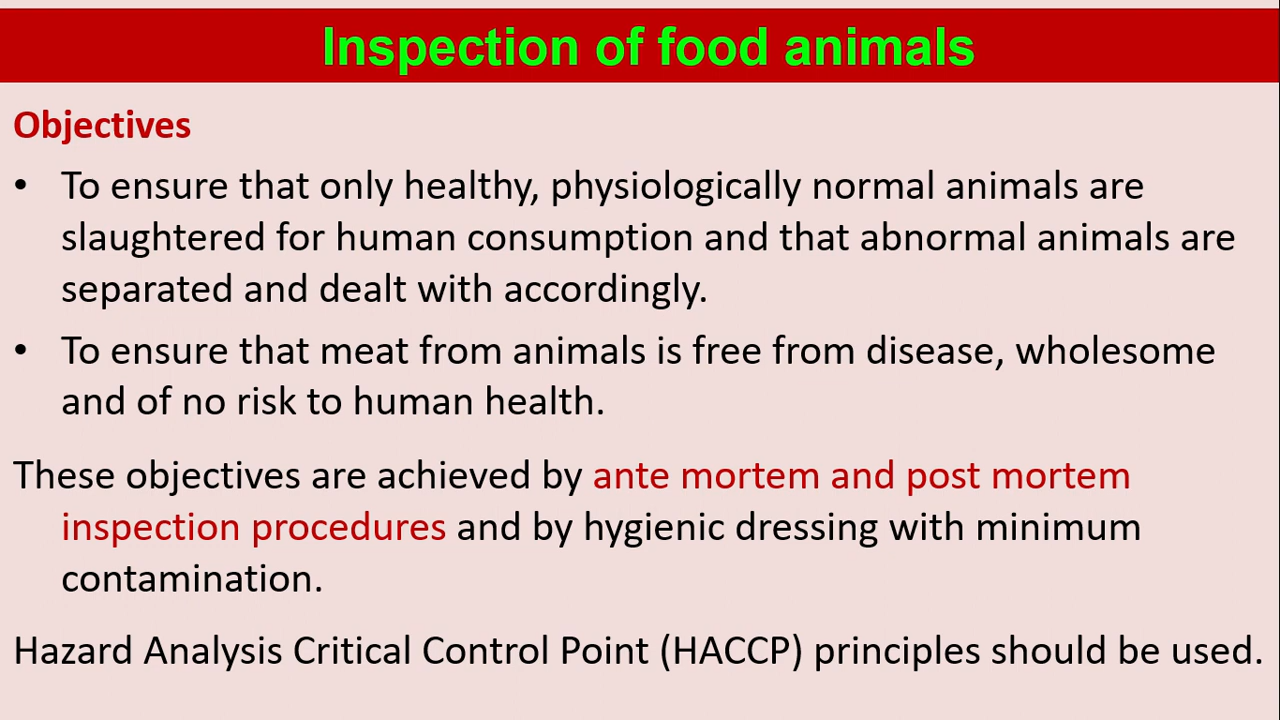 Inspection of food animals
Objectives
• To ensure that only healthy, physiologically normal animals are
slaughtered for human consumption and that abnormal animals are
separated and dealt with accordingly.
• To ensure that meat from animals is free from disease, wholesome
and of no risk to human health.
These objectives are achieved by ante mortem and post mortem
inspection procedures and by hygienic dressing with minimum
contamination.
Hazard Analysis Critical Control Point (HACCP) principles should be used.